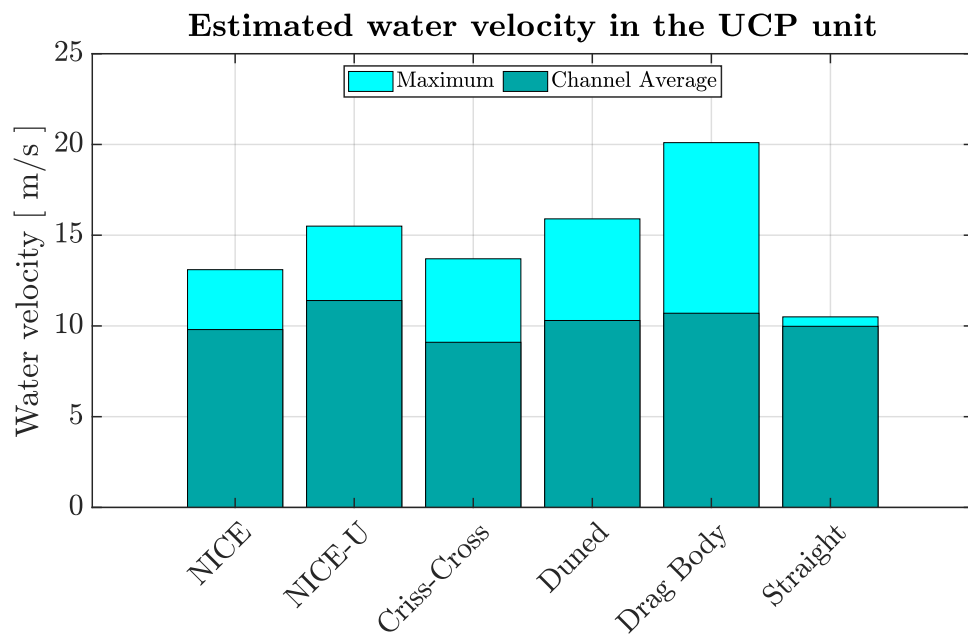 Estimated water velocity in the UCP unit
Maximum Channel Average
Water velocity [ m/s ]
25
20
15
10
5
0
NICE
NICE-U
Criss-Cross
Duned
Drag Body
Straight